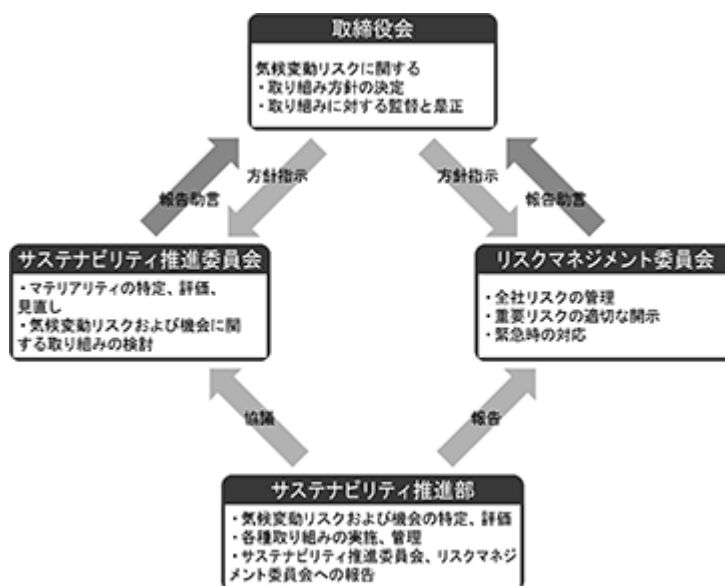 取締役会
気候変動リスクに関する
・取り組み方針の決定
・取り組みに対する監督と是正
報告助言
方針指示
方針指示
報告助言
サステナビリティ推進委員会
・マテリアリティの特定、評価、
見直し
・気候変動リスクおよび機会に関
する取り組みの検討
リスクマネジメント委員会
・全社リスクの管理
・重要リスクの適切な開示
・緊急時の対応
協議
報告
サステナビリティ推進部
・気候変動リスクおよび機会の特定、評価
・各種取り組みの実施、管理
・サステナビリティ推進委員会、リスクマネジ
メント委員会への報告